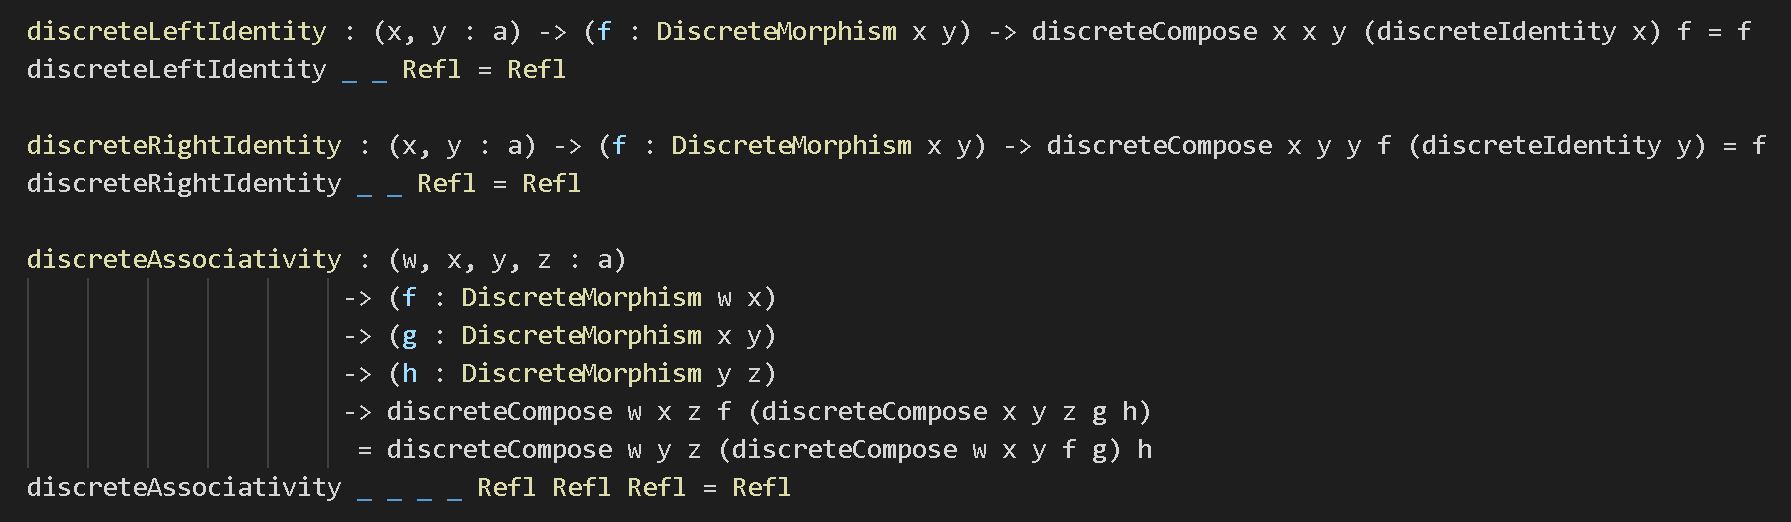 discreteLeftIdentity : (x, y : a) -> (f : DiscreteMorphism x y) -> discreteCompose x x y (discreteIdentity x) f = f
discreteLeftIdentity _ _ Refl = Refl
discreteRightIdentity : (x, y : a) -> (f : DiscreteMorphism x y) -> discreteCompose x y y f (discreteIdentity y) = f
discreteRightIdentity _ _ Refl = Refl
discreteAssociativity : (w, x, y, z : a)
-> (f : DiscreteMorphism w x)
-> (g : DiscreteMorphism x y)
-> (h : DiscreteMorphism y z)
-> discreteCompose w x z f (discreteCompose x y z g h)
= discreteCompose w y z (discreteCompose w x y f g) h
discreteAssociativity _ _ _ _ Refl Refl Refl = Refl